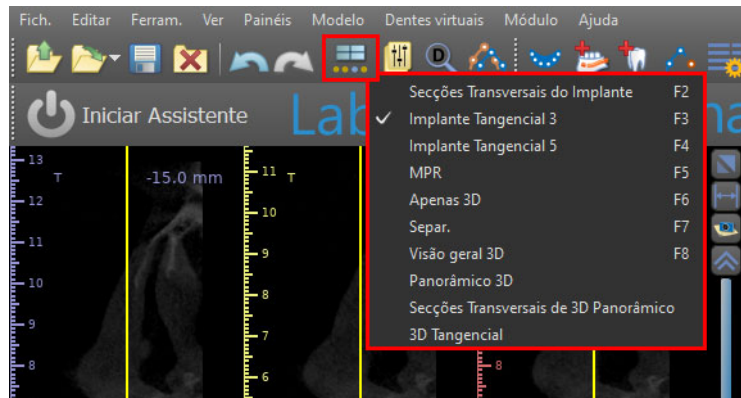 Fich. Editar Ferram. Ver Painéis Modelo Dentes virtuais Módulo Ajuda
D
Iniciar Assistente
Secções Transversais do Implante F2
Implante Tangencial 3 F3
Implante Tangencial 5 F4
MPR F5
Apenas 3D F6
Separ. F7
Visão geral 3D F8
Panorâmico 3D
Secções Transversais de 3D Panorâmico
3D Tangencial
13
T -15.0 mm
12
11
10
9
8
11 T
10
9
8
7
6
8